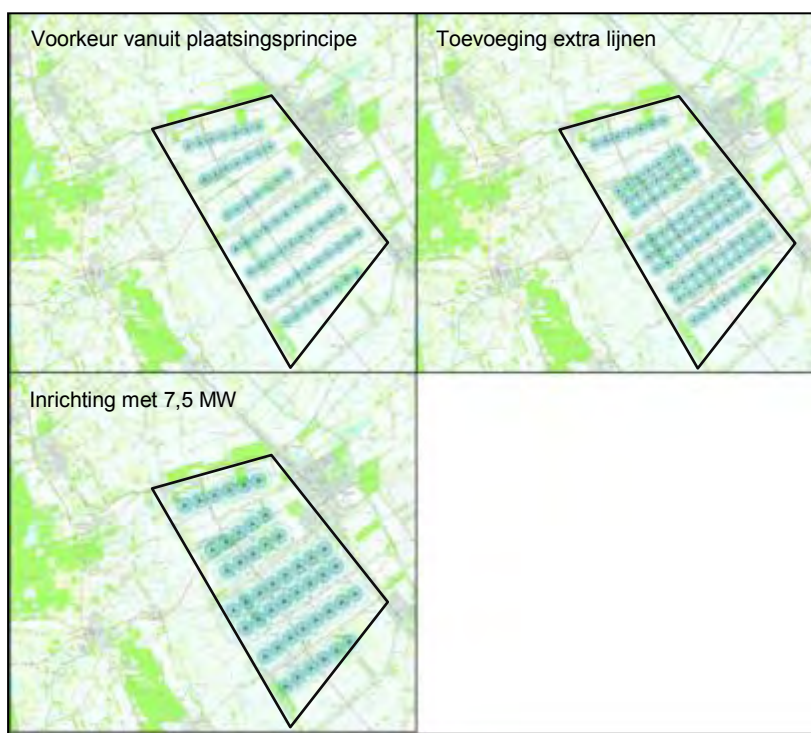 Voorkeur vanuit plaatsingsprincipe
Toevoeging extra lijnen
Inrichting met 7,5 MW